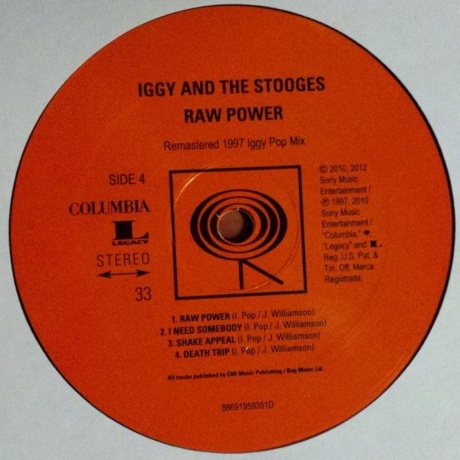 IGGY AND THE STOOGES
RAW POWER
Remastered 1997 Iggy Pop Mix
SIDE 4
COLUMBIA
L
LEGACY
STEREO
33
© 2010, 2012
Sony Music
Entertainment /
℗ 1997, 2010
Sony Music
Entertainment /
"Columbia,"
"Legacy" and L
Reg. U.S. Pat. &
Tm. Off. Marca
Registrada.
1. RAW POWER (I. Pop / J. Williamson)
2. I NEED SOMEBODY (I. Pop / J. Williamson)
3. SHAKE APPEAL (I. Pop / J. Williamson)
4. DEATH TRIP (I. Pop / J. Williamson)
All tracks published by EMI Music Publishing / Bug Music Ltd.
88691959351D